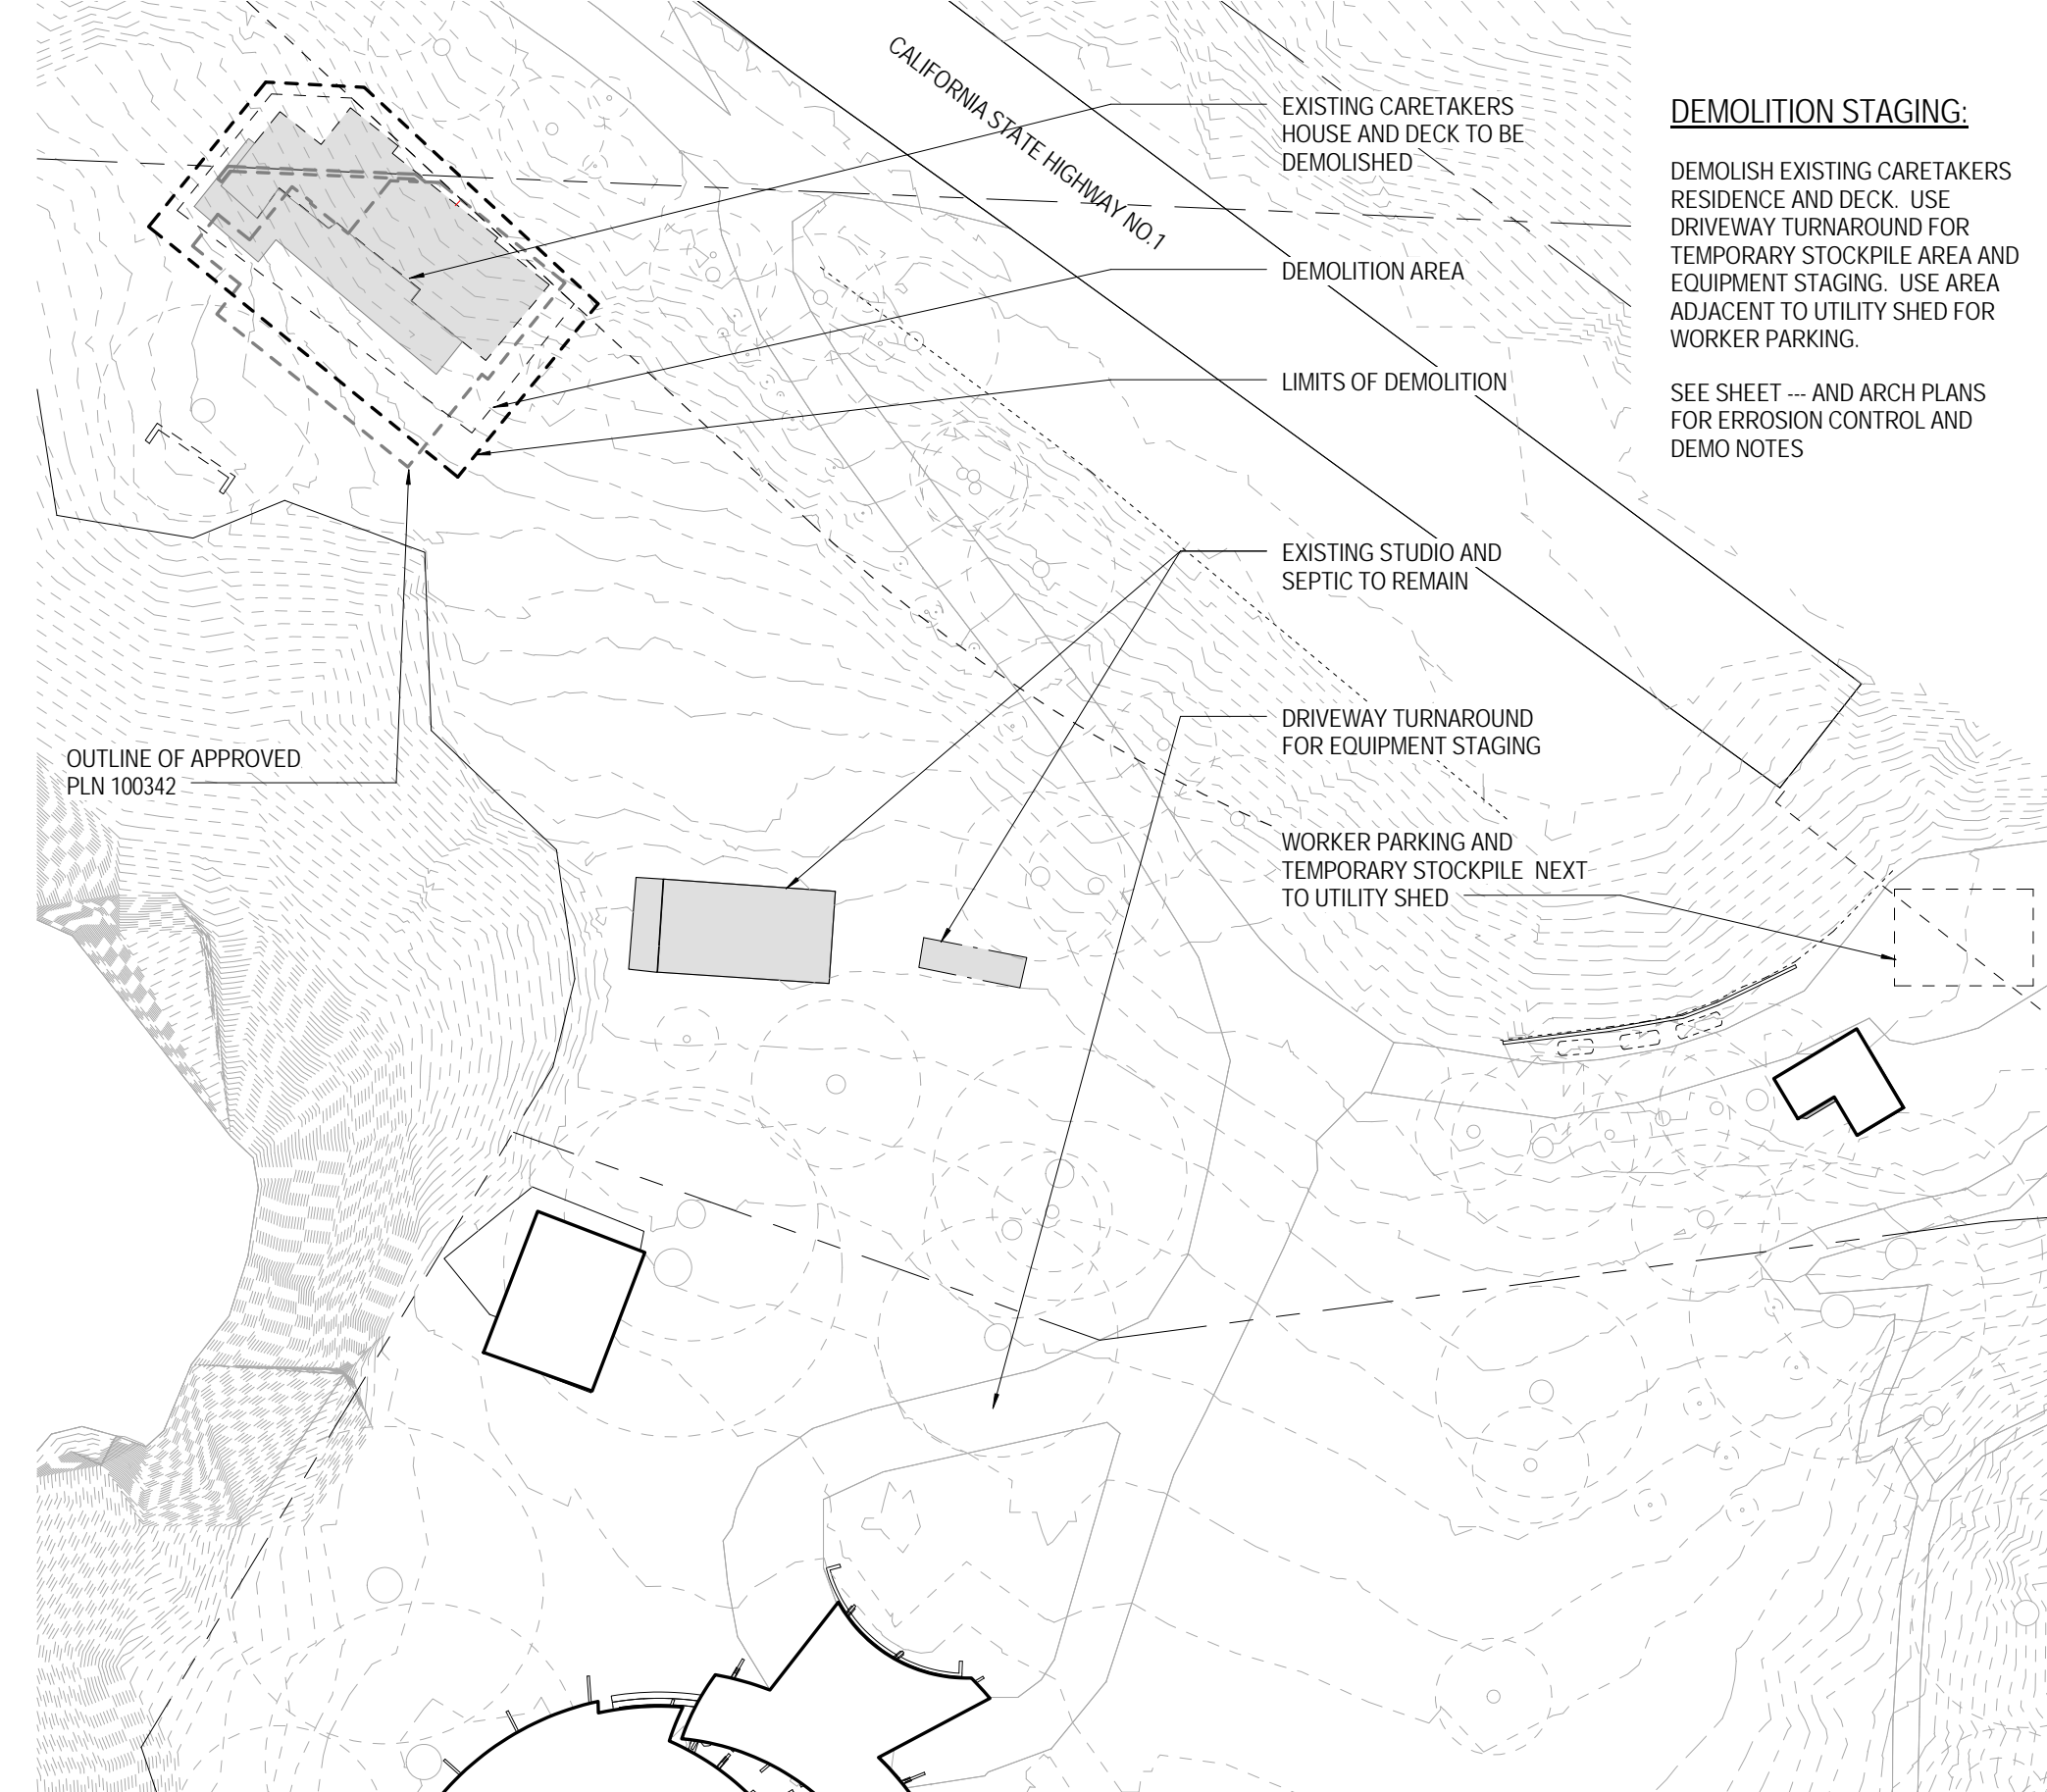 CALIFORNIA STATE HIGHWAY NO.1
EXISTING CARETAKERS
HOUSE AND DECK TO BE
DEMOLISHED
DEMOLITION AREA
LIMITS OF DEMOLITION
EXISTING STUDIO AND
SEPTIC TO REMAIN
DRIVEWAY TURNAROUND
FOR EQUIPMENT STAGING
WORKER PARKING AND
TEMPORARY STOCKPILE NEXT
TO UTILITY SHED
OUTLINE OF APPROVED
PLN 100342
DEMOLITION STAGING:
DEMOLISH EXISTING CARETAKERS
RESIDENCE AND DECK. USE
DRIVEWAY TURNAROUND FOR
TEMPORARY STOCKPILE AREA AND
EQUIPMENT STAGING. USE AREA
ADJACENT TO UTILITY SHED FOR
WORKER PARKING.
SEE SHEET --- AND ARCH PLANS
FOR ERROSION CONTROL AND
DEMO NOTES